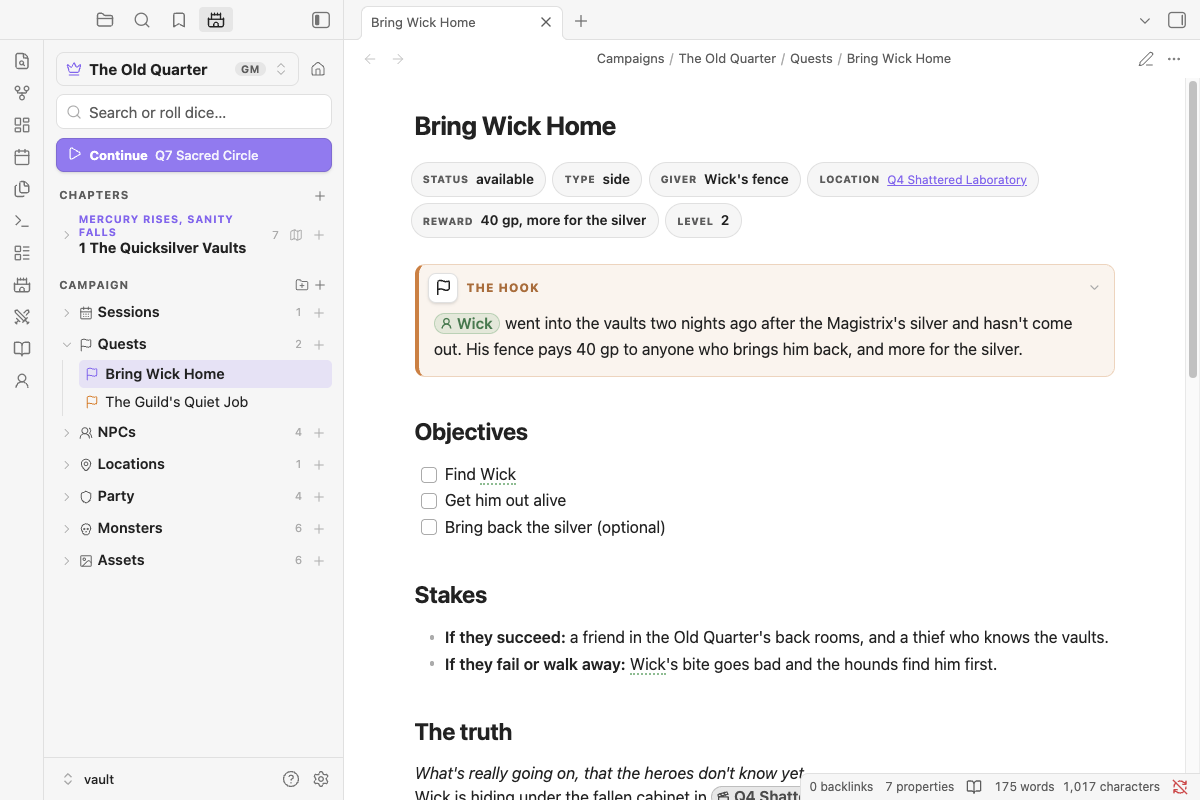 Bring Wick Home
The Old Quarter GM
Search or roll dice...
Continue Q7 Sacred Circle
CHAPTERS
MERCURY RISES, SANITY
FALLS
1 The Quicksilver Vaults 7
CAMPAIGN
Sessions 1
Quests 2
Bring Wick Home
The Guild's Quiet Job
NPCs 4
Locations 1
Party 4
Monsters 6
Assets 6
vault
Campaigns / The Old Quarter / Quests / Bring Wick Home
Bring Wick Home
STATUS available TYPE side GIVER Wick's fence LOCATION Q4 Shattered Laboratory
REWARD 40 gp, more for the silver LEVEL 2
THE HOOK
Wick went into the vaults two nights ago after the Magistrix's silver and hasn't come
out. His fence pays 40 gp to anyone who brings him back, and more for the silver.
Objectives
Find Wick
Get him out alive
Bring back the silver (optional)
Stakes
If they succeed: a friend in the Old Quarter's back rooms, and a thief who knows the vaults.
If they fail or walk away: Wick's bite goes bad and the hounds find him first.
The truth
What's really going on, that the heroes don't know yet
Wick is hiding under the fallen cabinet in Q4
0 backlinks 7 properties 175 words 1,017 characters